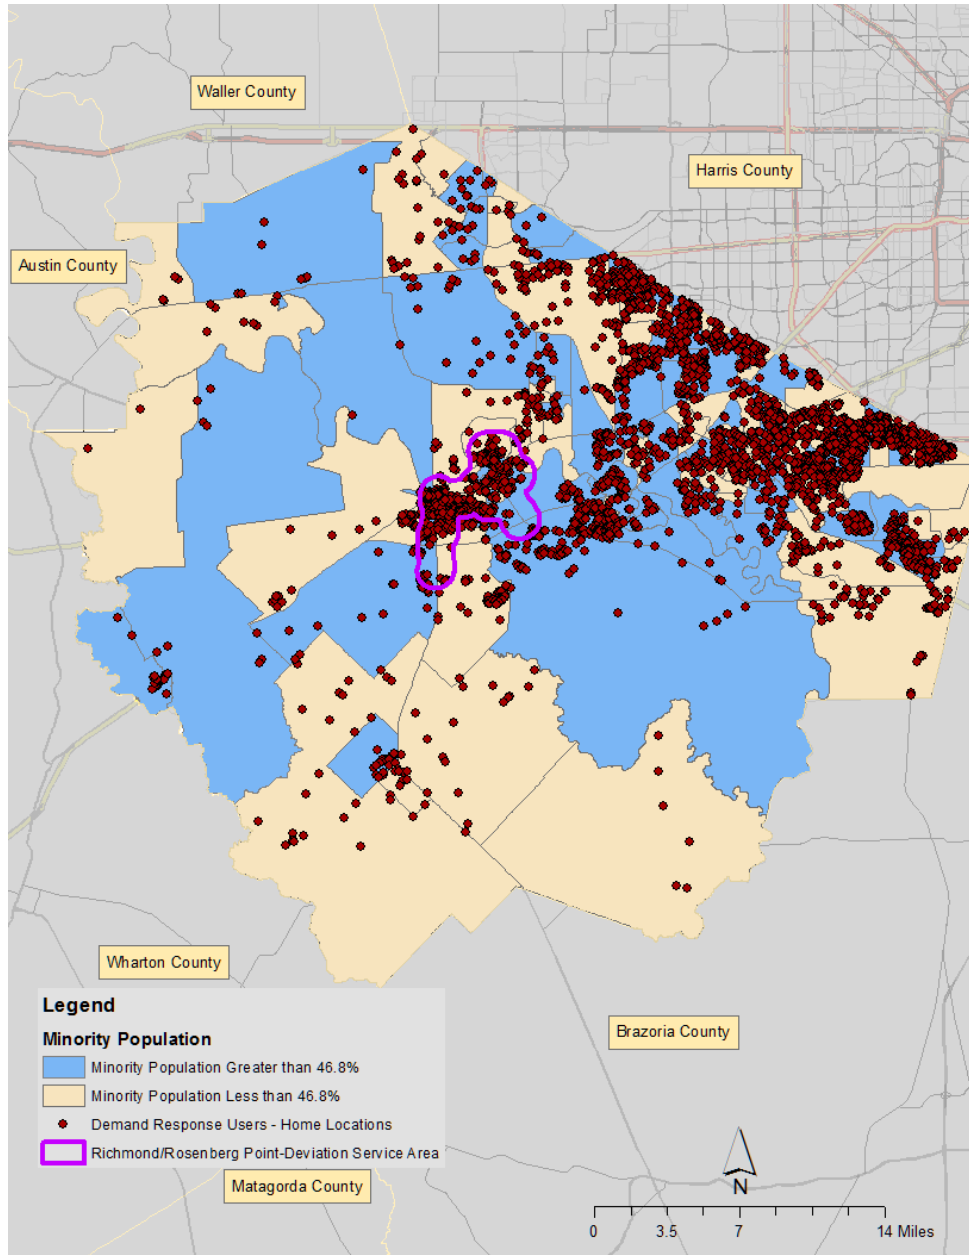 Waller County
Harris County
Austin County
Wharton County
Legend
Minority Population
Minority Population Greater than 46.8%
Minority Population Less than 46.8%
Demand Response Users - Home Locations
Richmond/Rosenberg Point-Deviation Service Area
Brazoria County
Matagorda County
N
0 3.5 7 14 Miles